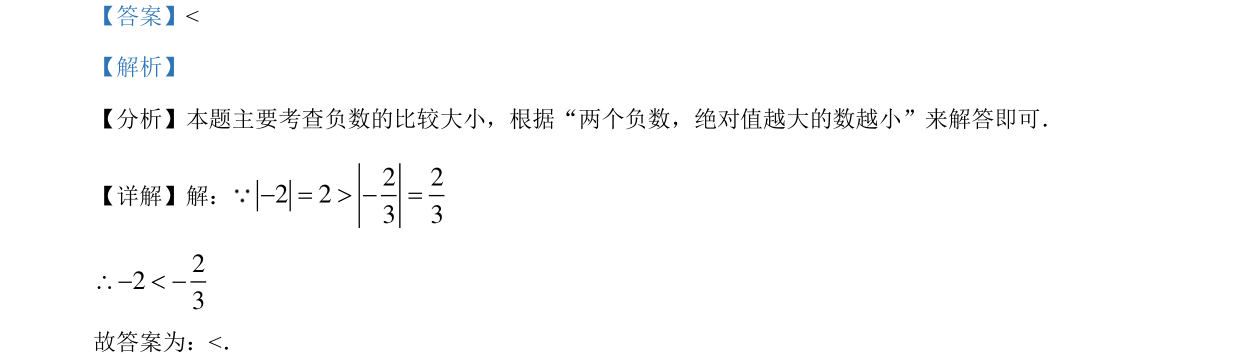 【答案】<
【解析】
【分析】本题主要考查负数的比较大小，根据“两个负数，绝对值越大的数越小”来解答即可．
【详解】解：∵|−2|=2>|−2/3|=2/3
∴−2<−2/3
故答案为：<．